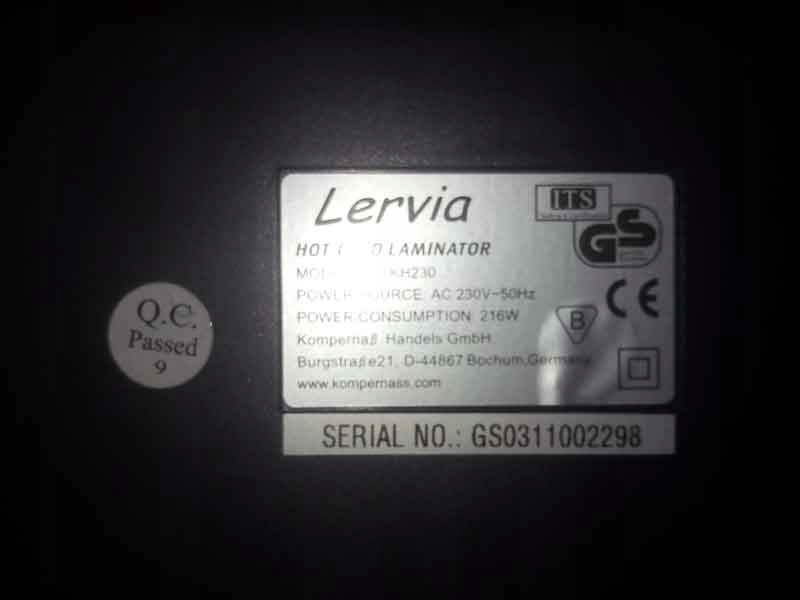 Lervia
ITS
GS
HOT LAMINATOR
KH230
POWER SOURCE: AC 230V~50Hz
POWER CONSUMPTION: 216W
B
CE
Kompernaß Handels GmbH
Burgstraße21, D-44867 Bochum,Germany
www.kompernass.com
SERIAL NO.: GS0311002298
Q.C.
Passed
9